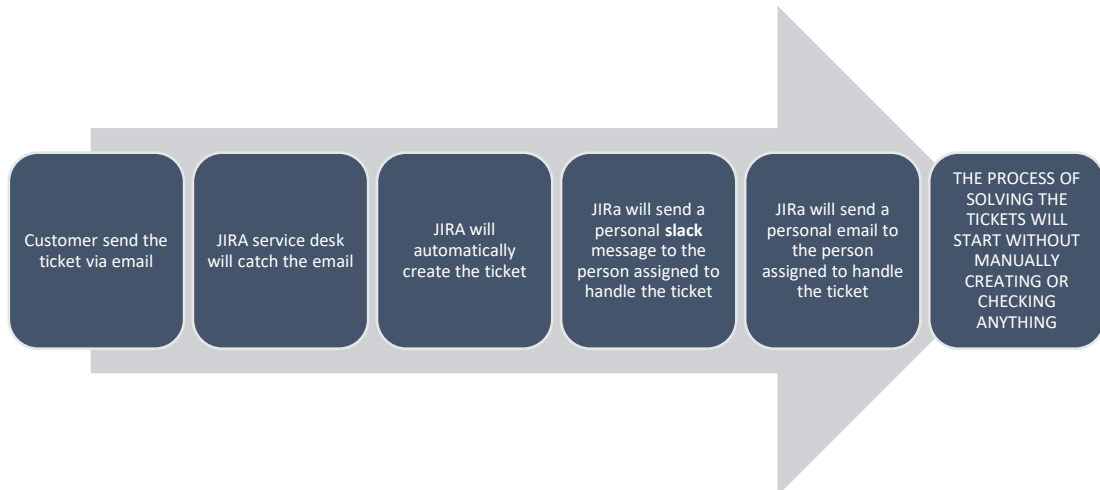 Customer send the
ticket via email
JIRA service desk
will catch the email
JIRA will
automatically
create the ticket
JIRa will send a
personal slack
message to the
person assigned to
handle the ticket
JIRa will send a
personal email to
the person
assigned to handle
the ticket
THE PROCESS OF
SOLVING THE
TICKETS WILL
START WITHOUT
MANUALLY
CREATING OR
CHECKING
ANYTHING